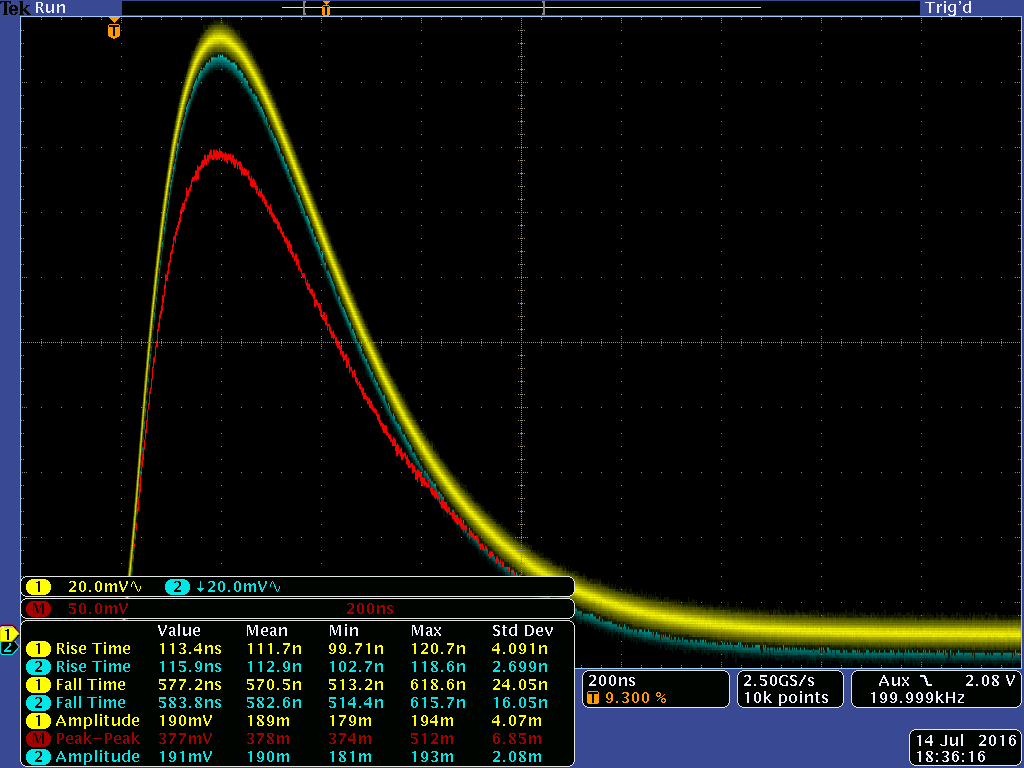 Tek Run Trig'd
T T
1 20.0mV∿ 2 ↓20.0mV∿
M 50.0mV 200ns
1
2
Value Mean Min Max Std Dev
1 Rise Time 113.4ns 111.7n 99.71n 120.7n 4.091n
2 Rise Time 115.9ns 112.9n 102.7n 118.6n 2.699n
1 Fall Time 577.2ns 570.5n 513.2n 618.6n 24.05n
2 Fall Time 583.8ns 582.6n 514.4n 615.7n 16.05n
1 Amplitude 190mV 189m 179m 194m 4.07m
M Peak-Peak 377mV 378m 374m 512m 6.85m
2 Amplitude 191mV 190m 181m 193m 2.08m
200ns
T 9.300 %
2.50GS/s
10k points
Aux 2.08 V
199.999kHz
14 Jul 2016
18:36:16